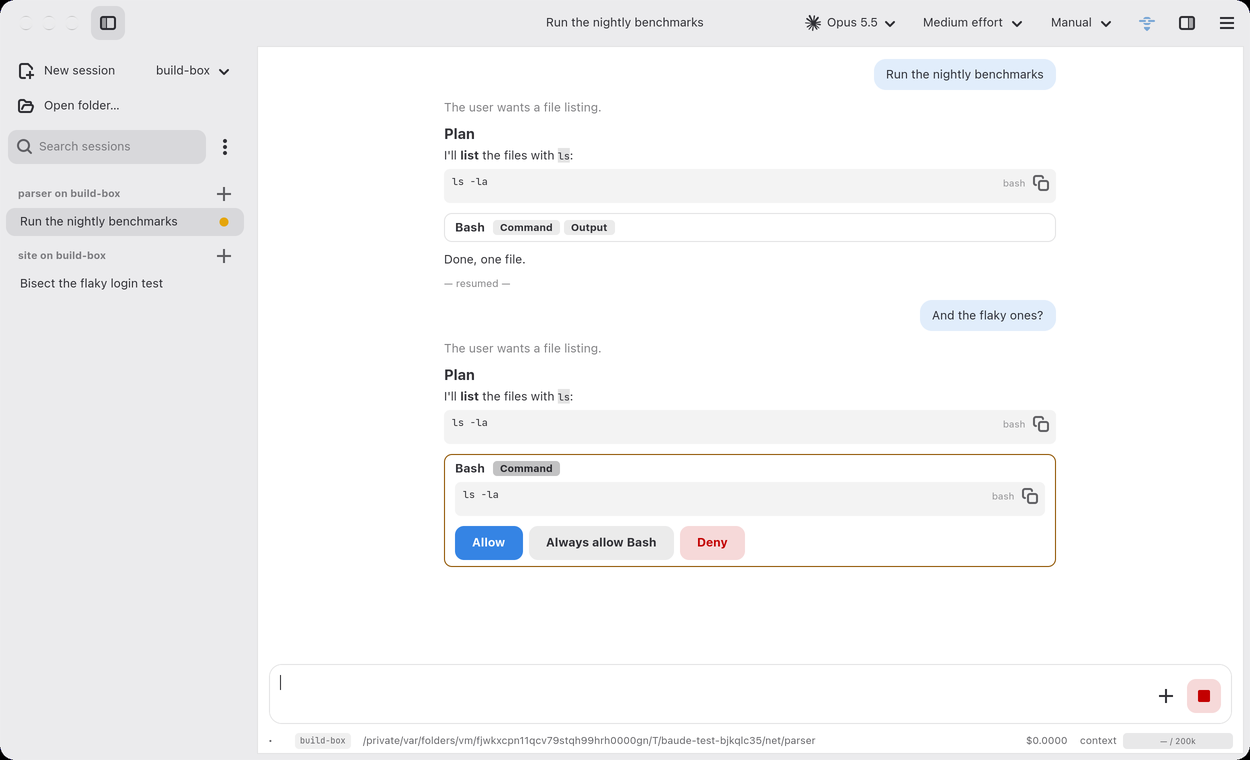 Run the nightly benchmarks
Opus 5.5
Medium effort
Manual
New session
build-box
Open folder...
Search sessions
parser on build-box
Run the nightly benchmarks
site on build-box
Bisect the flaky login test
Run the nightly benchmarks
The user wants a file listing.
Plan
I'll list the files with ls:
ls -la
bash
Bash Command Output
Done, one file.
— resumed —
And the flaky ones?
The user wants a file listing.
Plan
I'll list the files with ls:
ls -la
bash
Bash Command
ls -la
bash
Allow
Always allow Bash
Deny
build-box
/private/var/folders/vm/fjwkxcpn11qcv79stqh99hrh0000gn/T/baude-test-bjkqlc35/net/parser
$0.0000
context
— / 200k